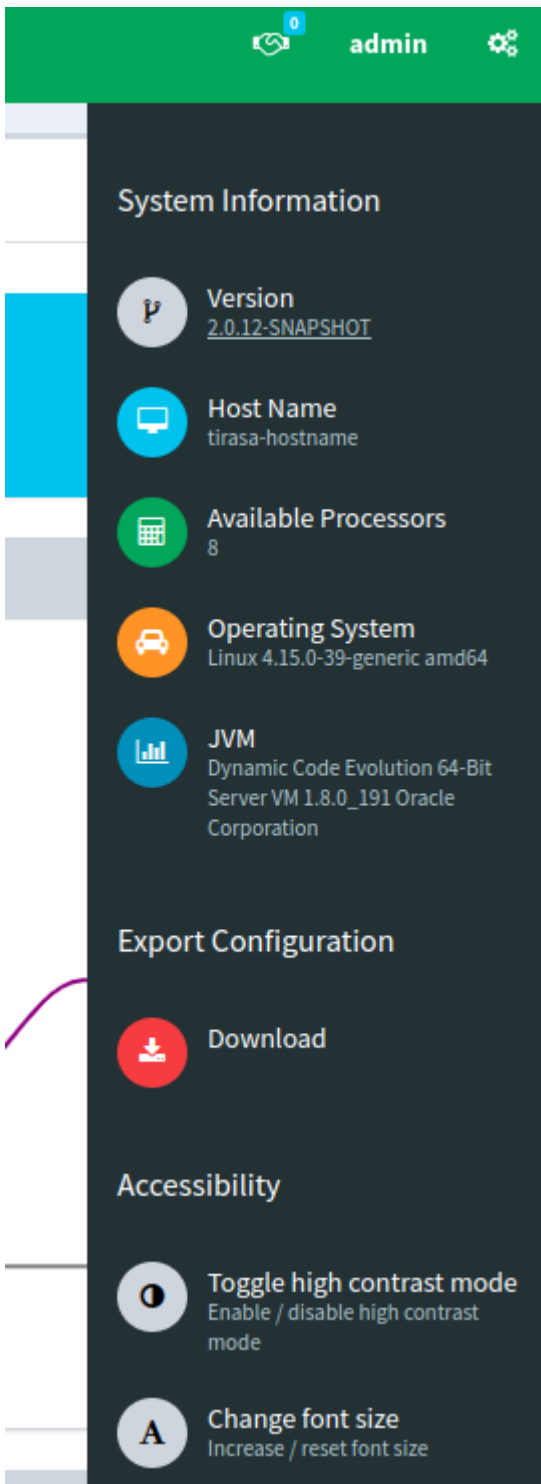 0
admin
System Information
Version
2.0.12-SNAPSHOT
Host Name
tirasa-hostname
Available Processors
8
Operating System
Linux 4.15.0-39-generic amd64
JVM
Dynamic Code Evolution 64-Bit
Server VM 1.8.0_191 Oracle
Corporation
Export Configuration
Download
Accessibility
Toggle high contrast mode
Enable / disable high contrast
mode
A
Change font size
Increase / reset font size